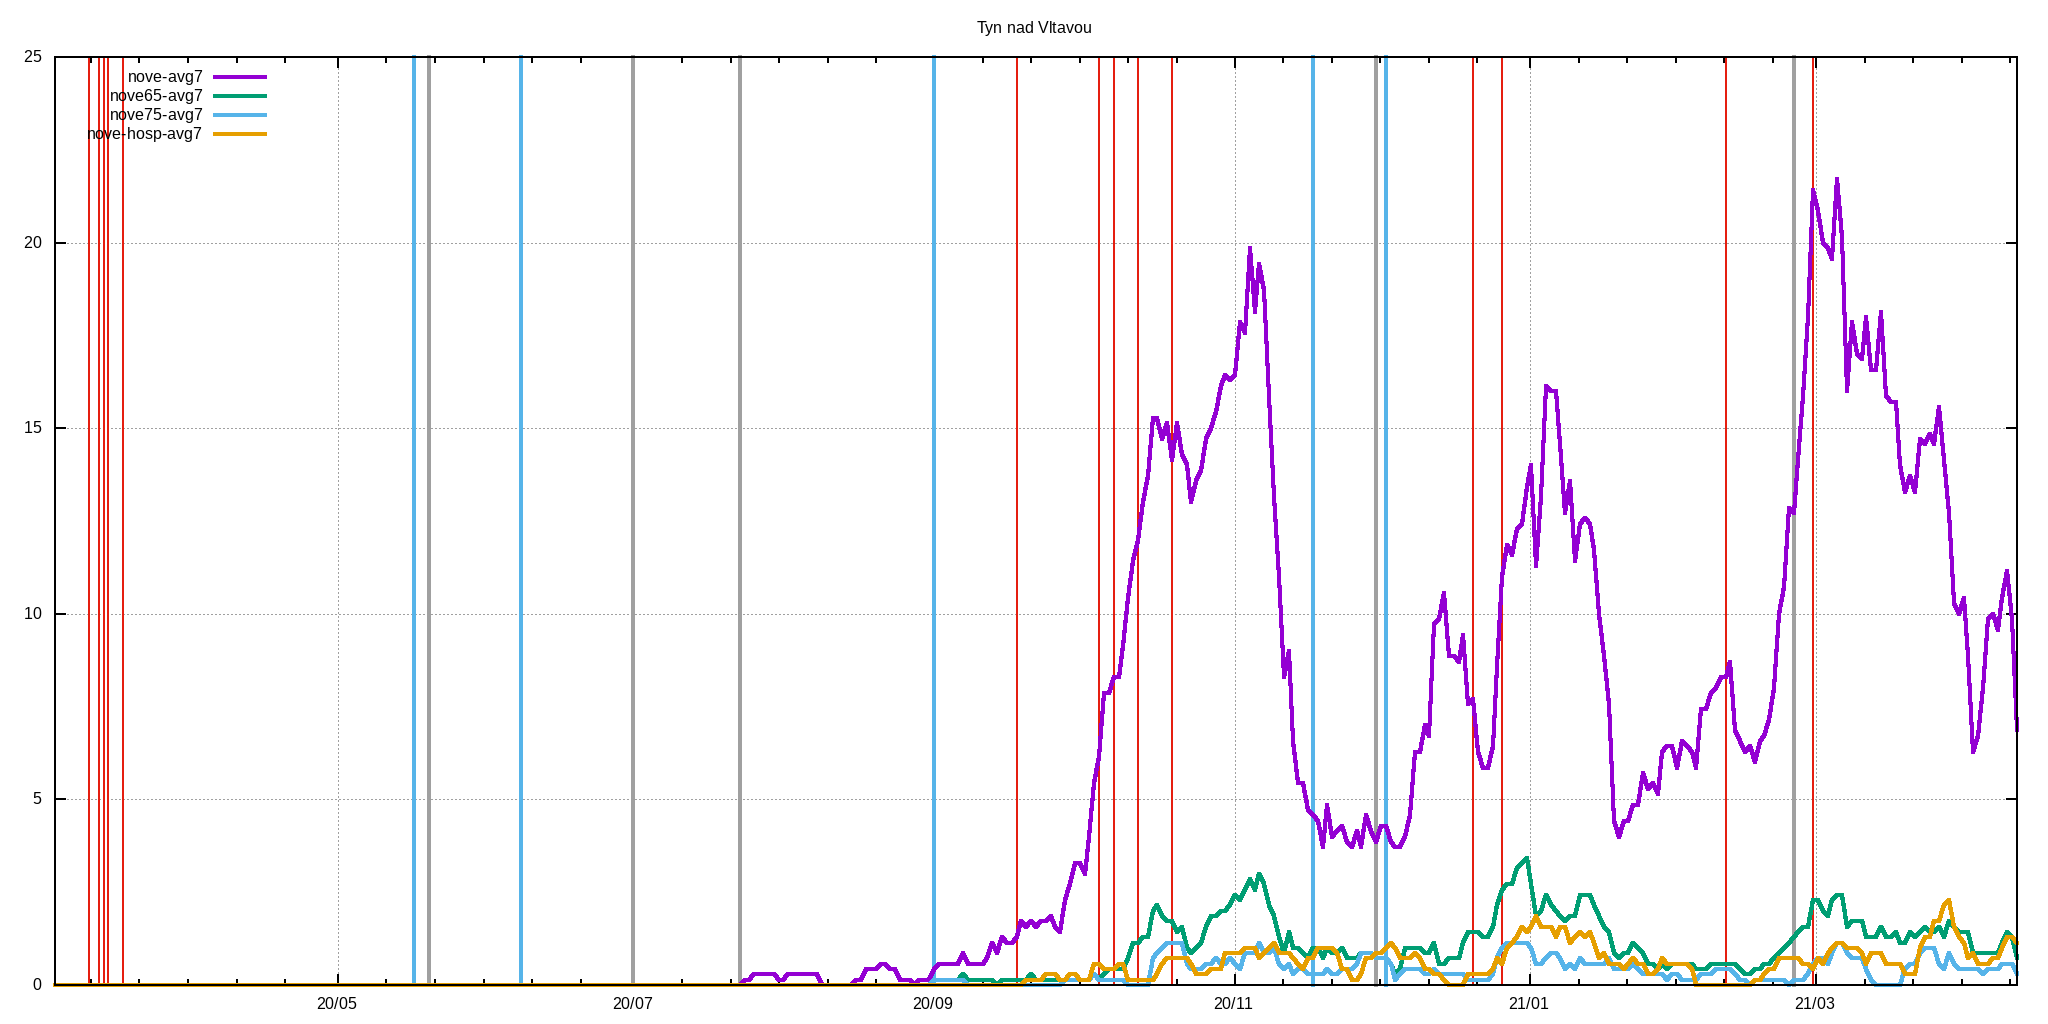 Tyn nad Vltavou
25
nove-avg7
nove65-avg7
nove75-avg7
nove-hosp-avg7
20
15
10
5
0
20/05 20/07 20/09 20/11 21/01 21/03